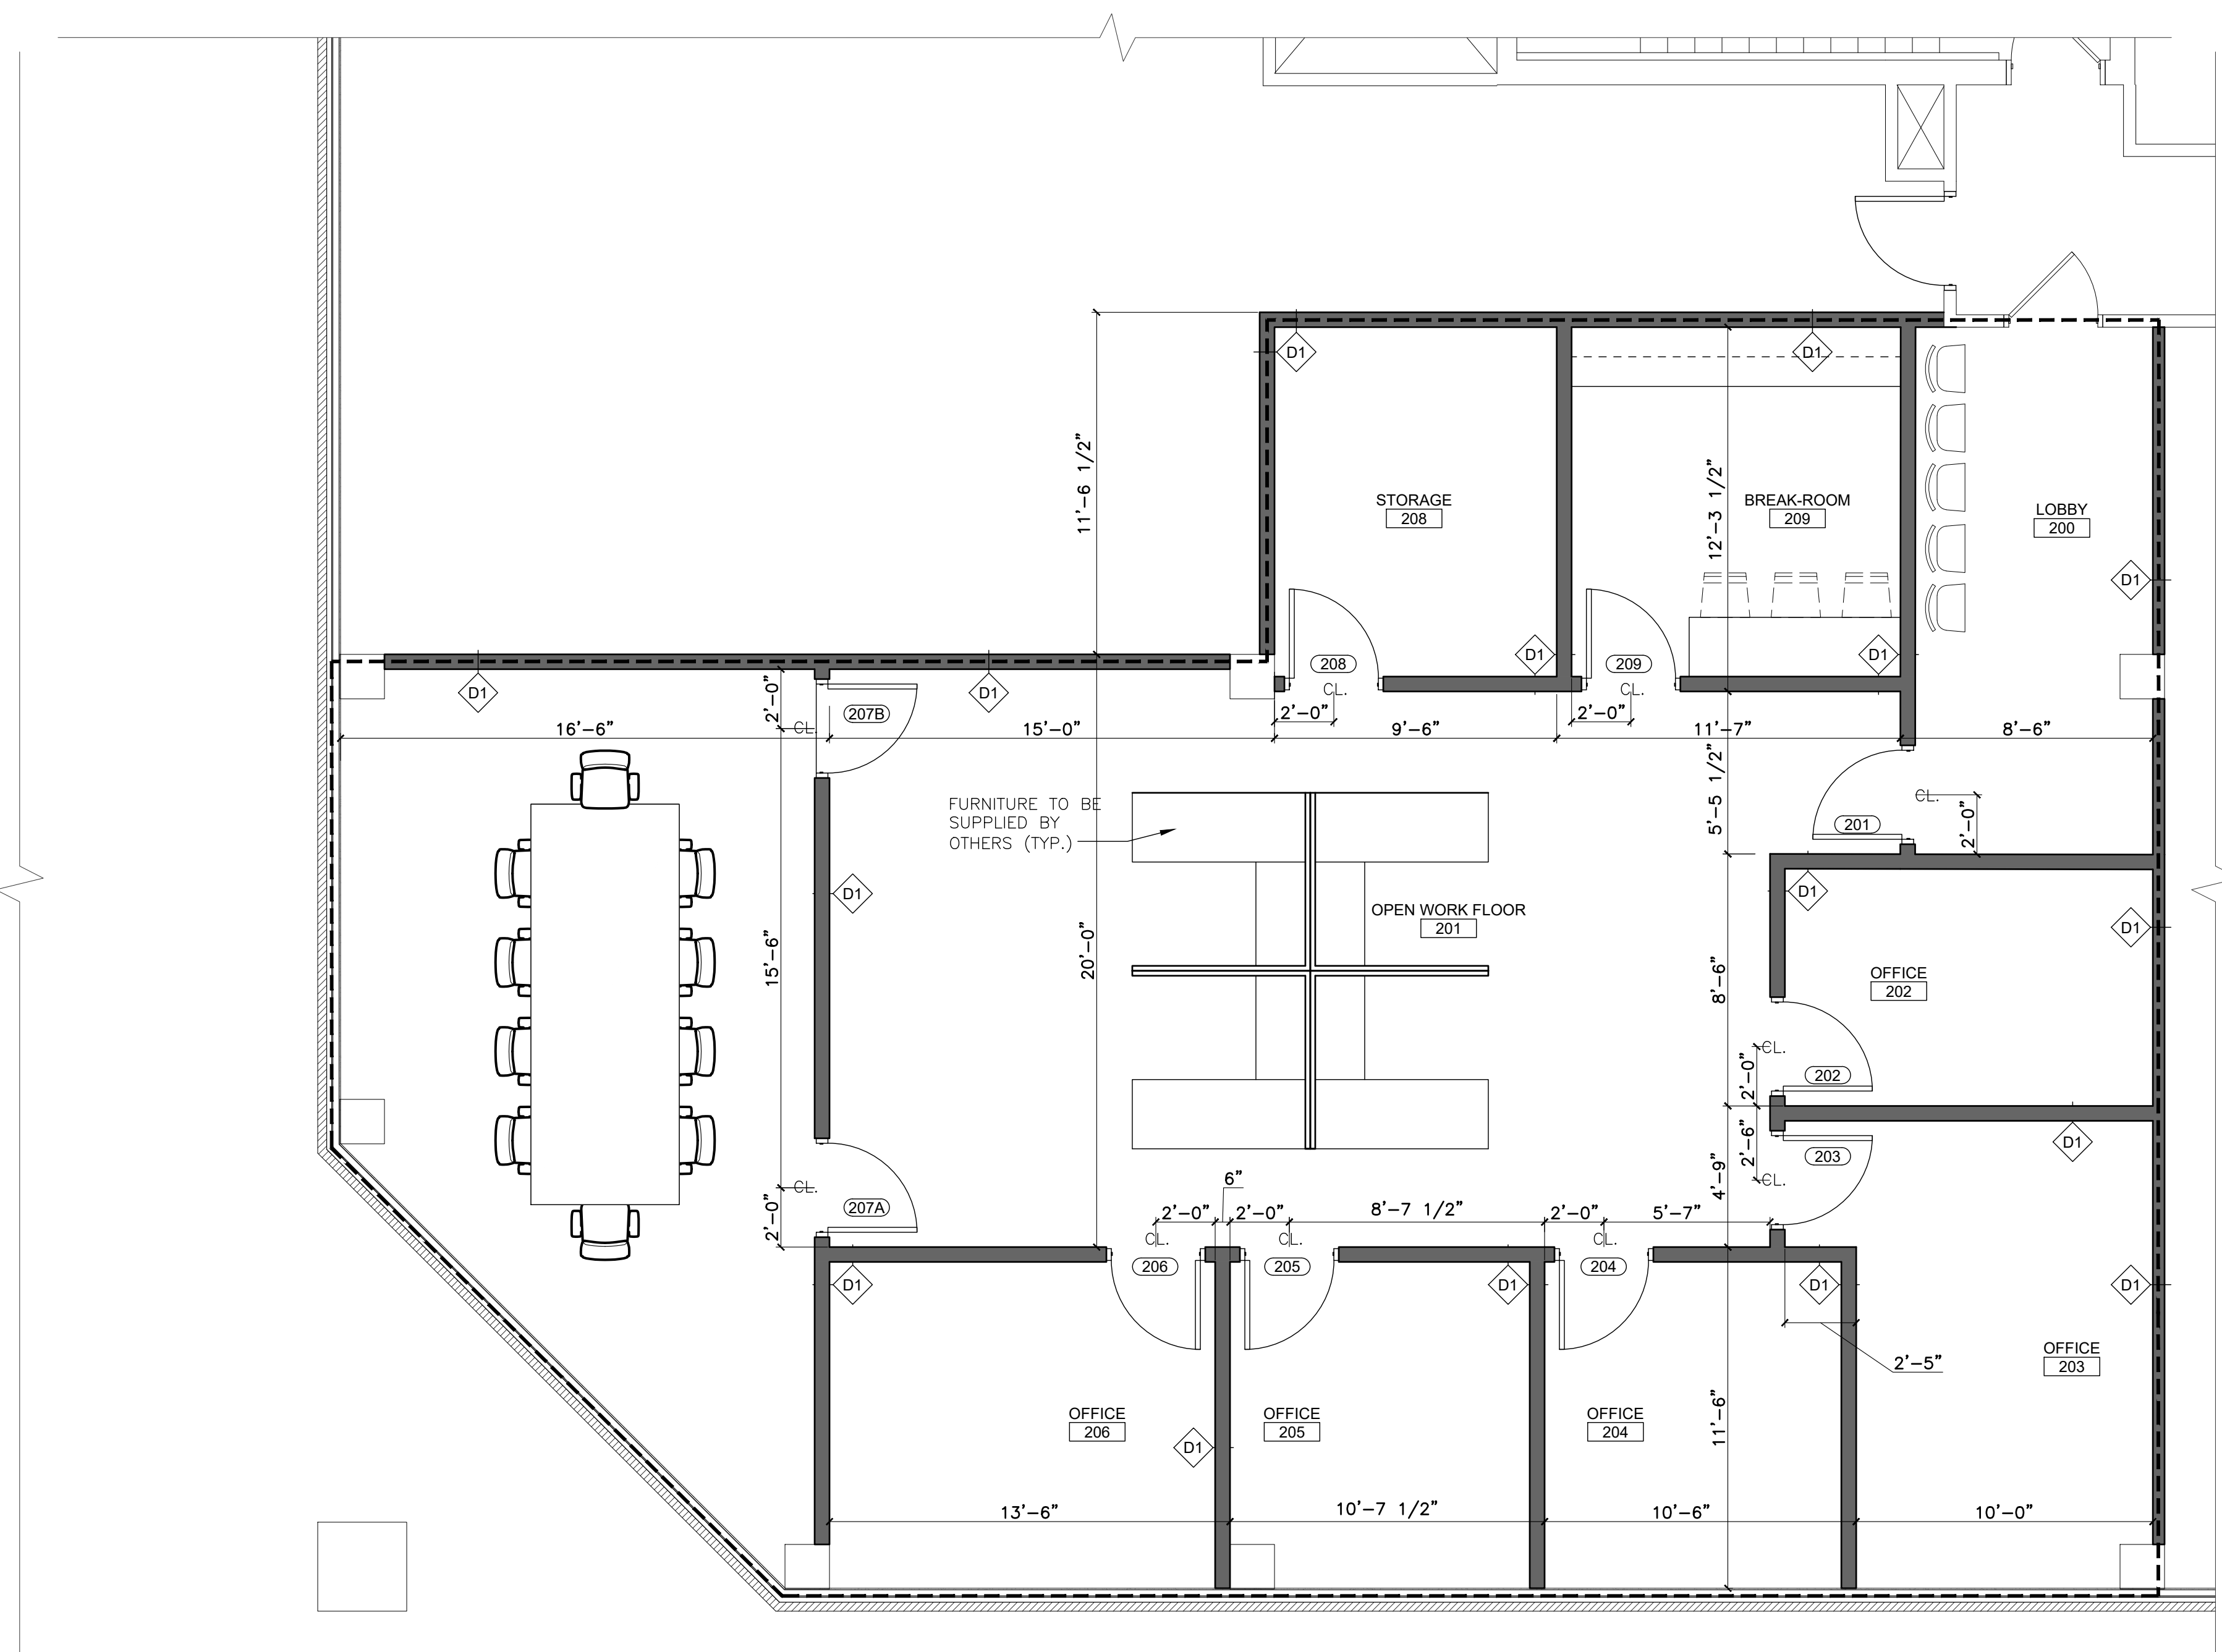 D1
D1
11'-6 1/2"
12'-3 1/2"
STORAGE
208
BREAK-ROOM
209
LOBBY
200
D1
D1
D1
D1
D1
208
CL.
2'-0"
209
CL.
2'-0"
2'-0"
CL.
207B
16'-6"
15'-0"
9'-6"
11'-7"
8'-6"
5'-5 1/2"
CL.
2'-0"
201
FURNITURE TO BE
SUPPLIED BY
OTHERS (TYP.)
D1
D1
D1
OPEN WORK FLOOR
201
15'-6"
20'-0"
8'-6"
OFFICE
202
CL.
2'-0"
202
2'-6"
CL.
203
D1
4'-9"
CL.
2'-0"
207A
6"
2'-0"
2'-0"
8'-7 1/2"
2'-0"
5'-7"
CL.
CL.
CL.
206
205
204
D1
D1
D1
D1
2'-5"
OFFICE
203
OFFICE
206
OFFICE
205
OFFICE
204
D1
11'-6"
13'-6"
10'-7 1/2"
10'-6"
10'-0"